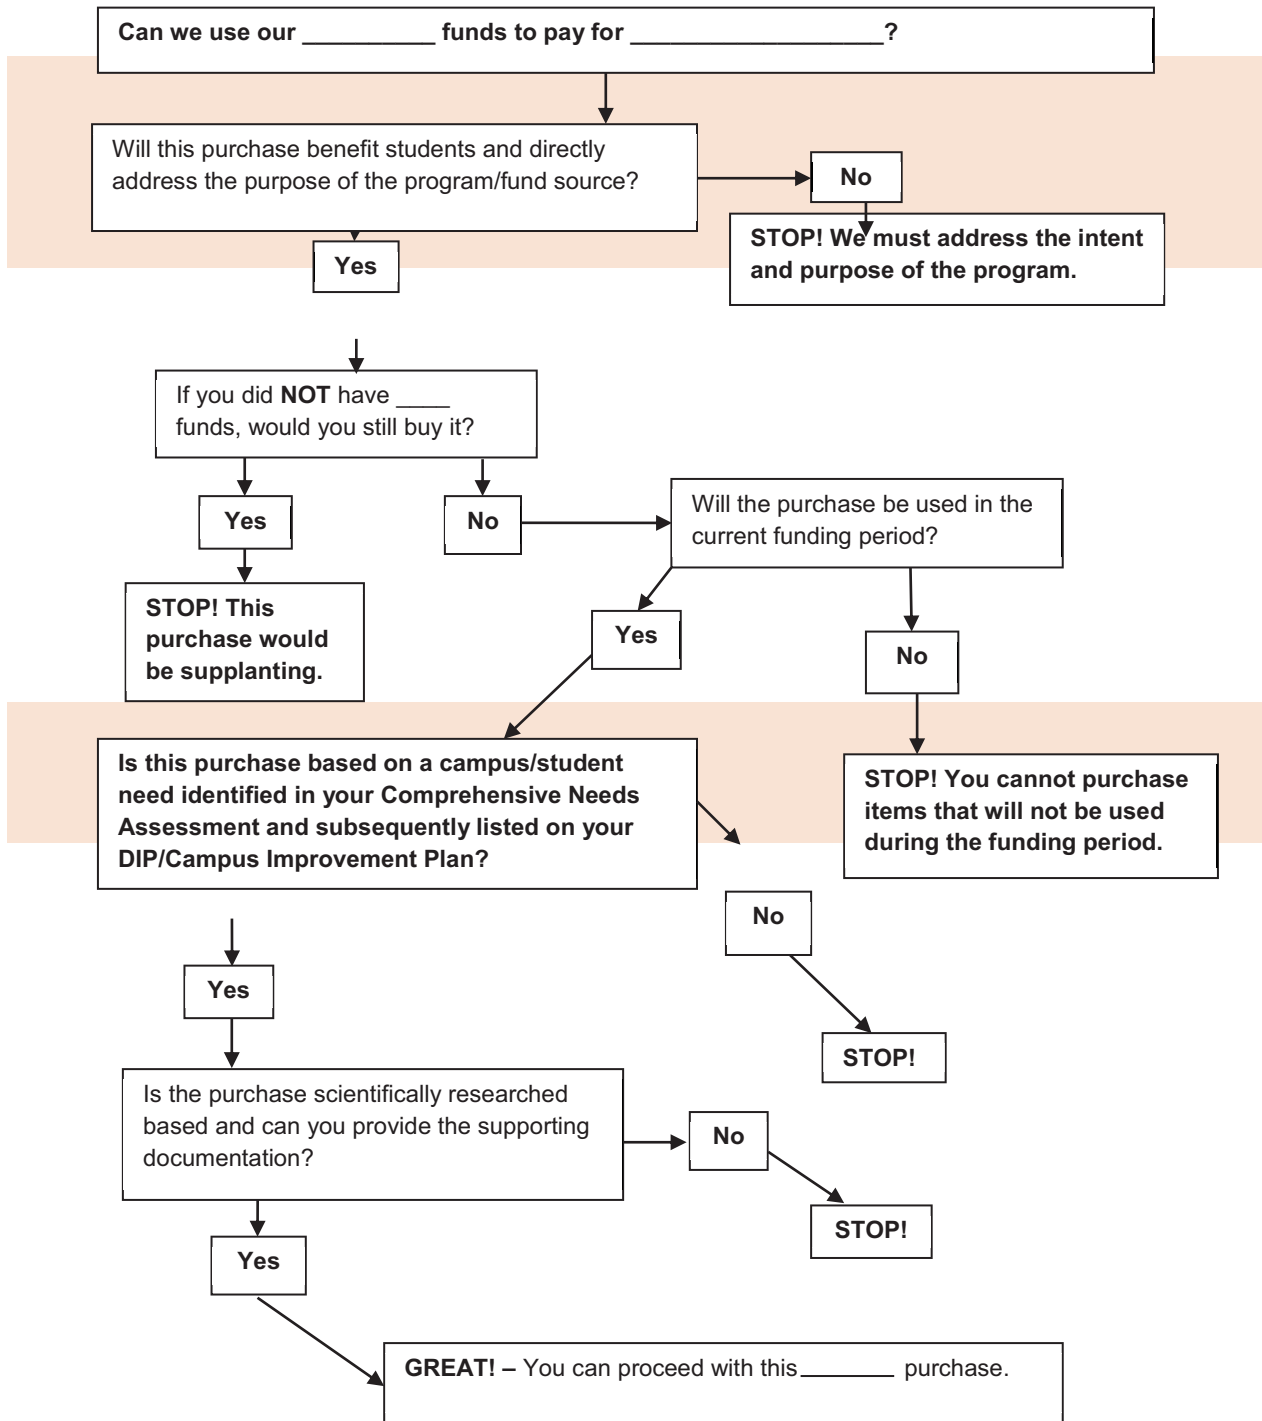 Can we use our __________ funds to pay for ___________________?
Will this purchase benefit students and directly
address the purpose of the program/fund source?
No
STOP! We must address the intent
and purpose of the program.
Yes
If you did NOT have ____
funds, would you still buy it?
Yes
No
Will the purchase be used in the
current funding period?
STOP! This
purchase would
be supplanting.
Yes
No
Is this purchase based on a campus/student
need identified in your Comprehensive Needs
Assessment and subsequently listed on your
DIP/Campus Improvement Plan?
STOP! You cannot purchase
items that will not be used
during the funding period.
No
Yes
STOP!
Is the purchase scientifically researched
based and can you provide the supporting
documentation?
No
STOP!
Yes
GREAT! – You can proceed with this_______ purchase.